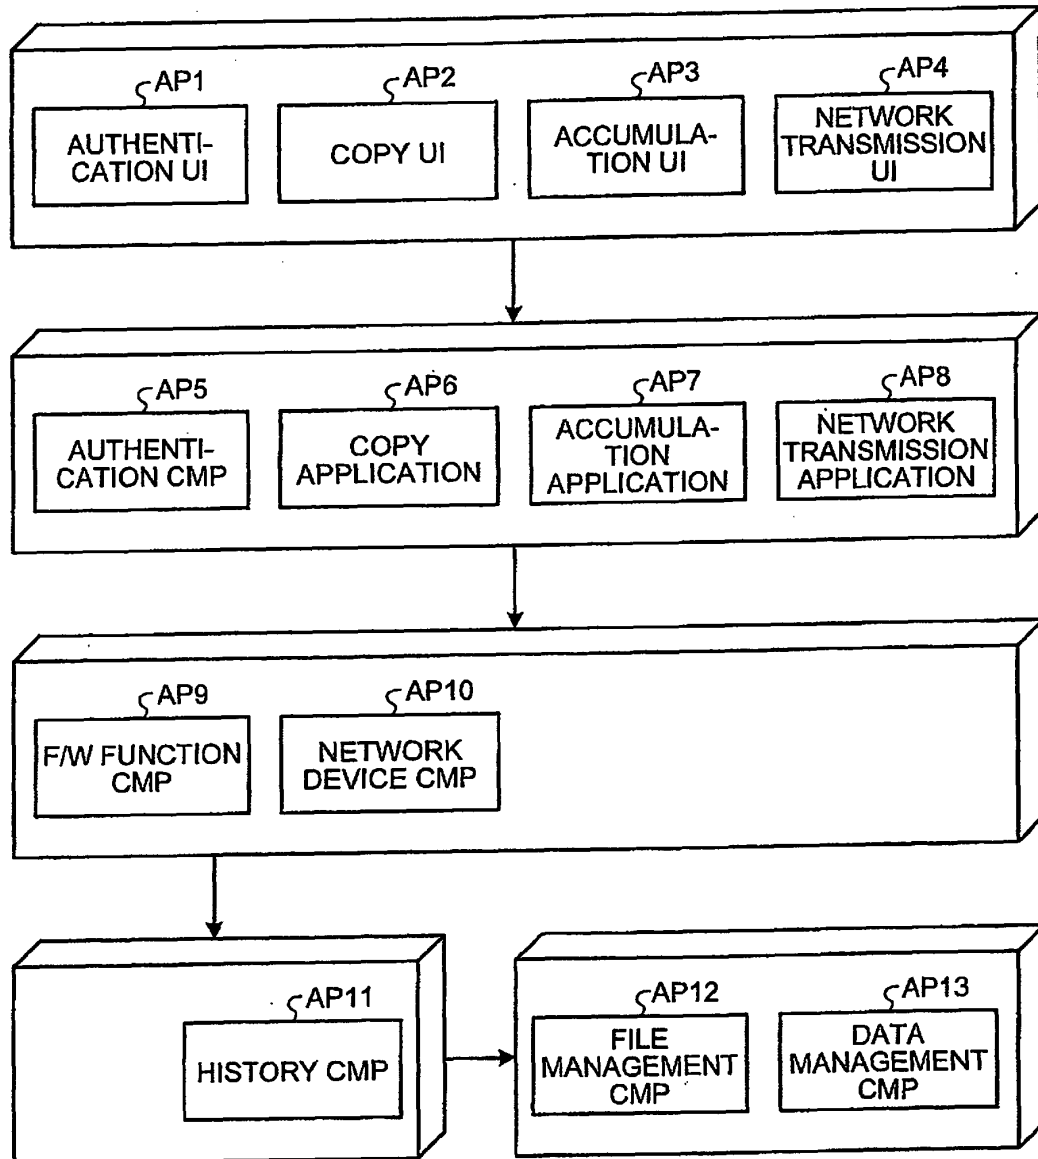 AP1
AUTHENTI-
CATION UI
AP2
COPY UI
AP3
ACCUMULA-
TION UI
AP4
NETWORK
TRANSMISSION
UI
AP5
AUTHENTI-
CATION CMP
AP6
COPY
APPLICATION
AP7
ACCUMULA-
TION
APPLICATION
AP8
NETWORK
TRANSMISSION
APPLICATION
AP9
F/W FUNCTION
CMP
AP10
NETWORK
DEVICE CMP
AP11
HISTORY CMP
AP12
FILE
MANAGEMENT
CMP
AP13
DATA
MANAGEMENT
CMP